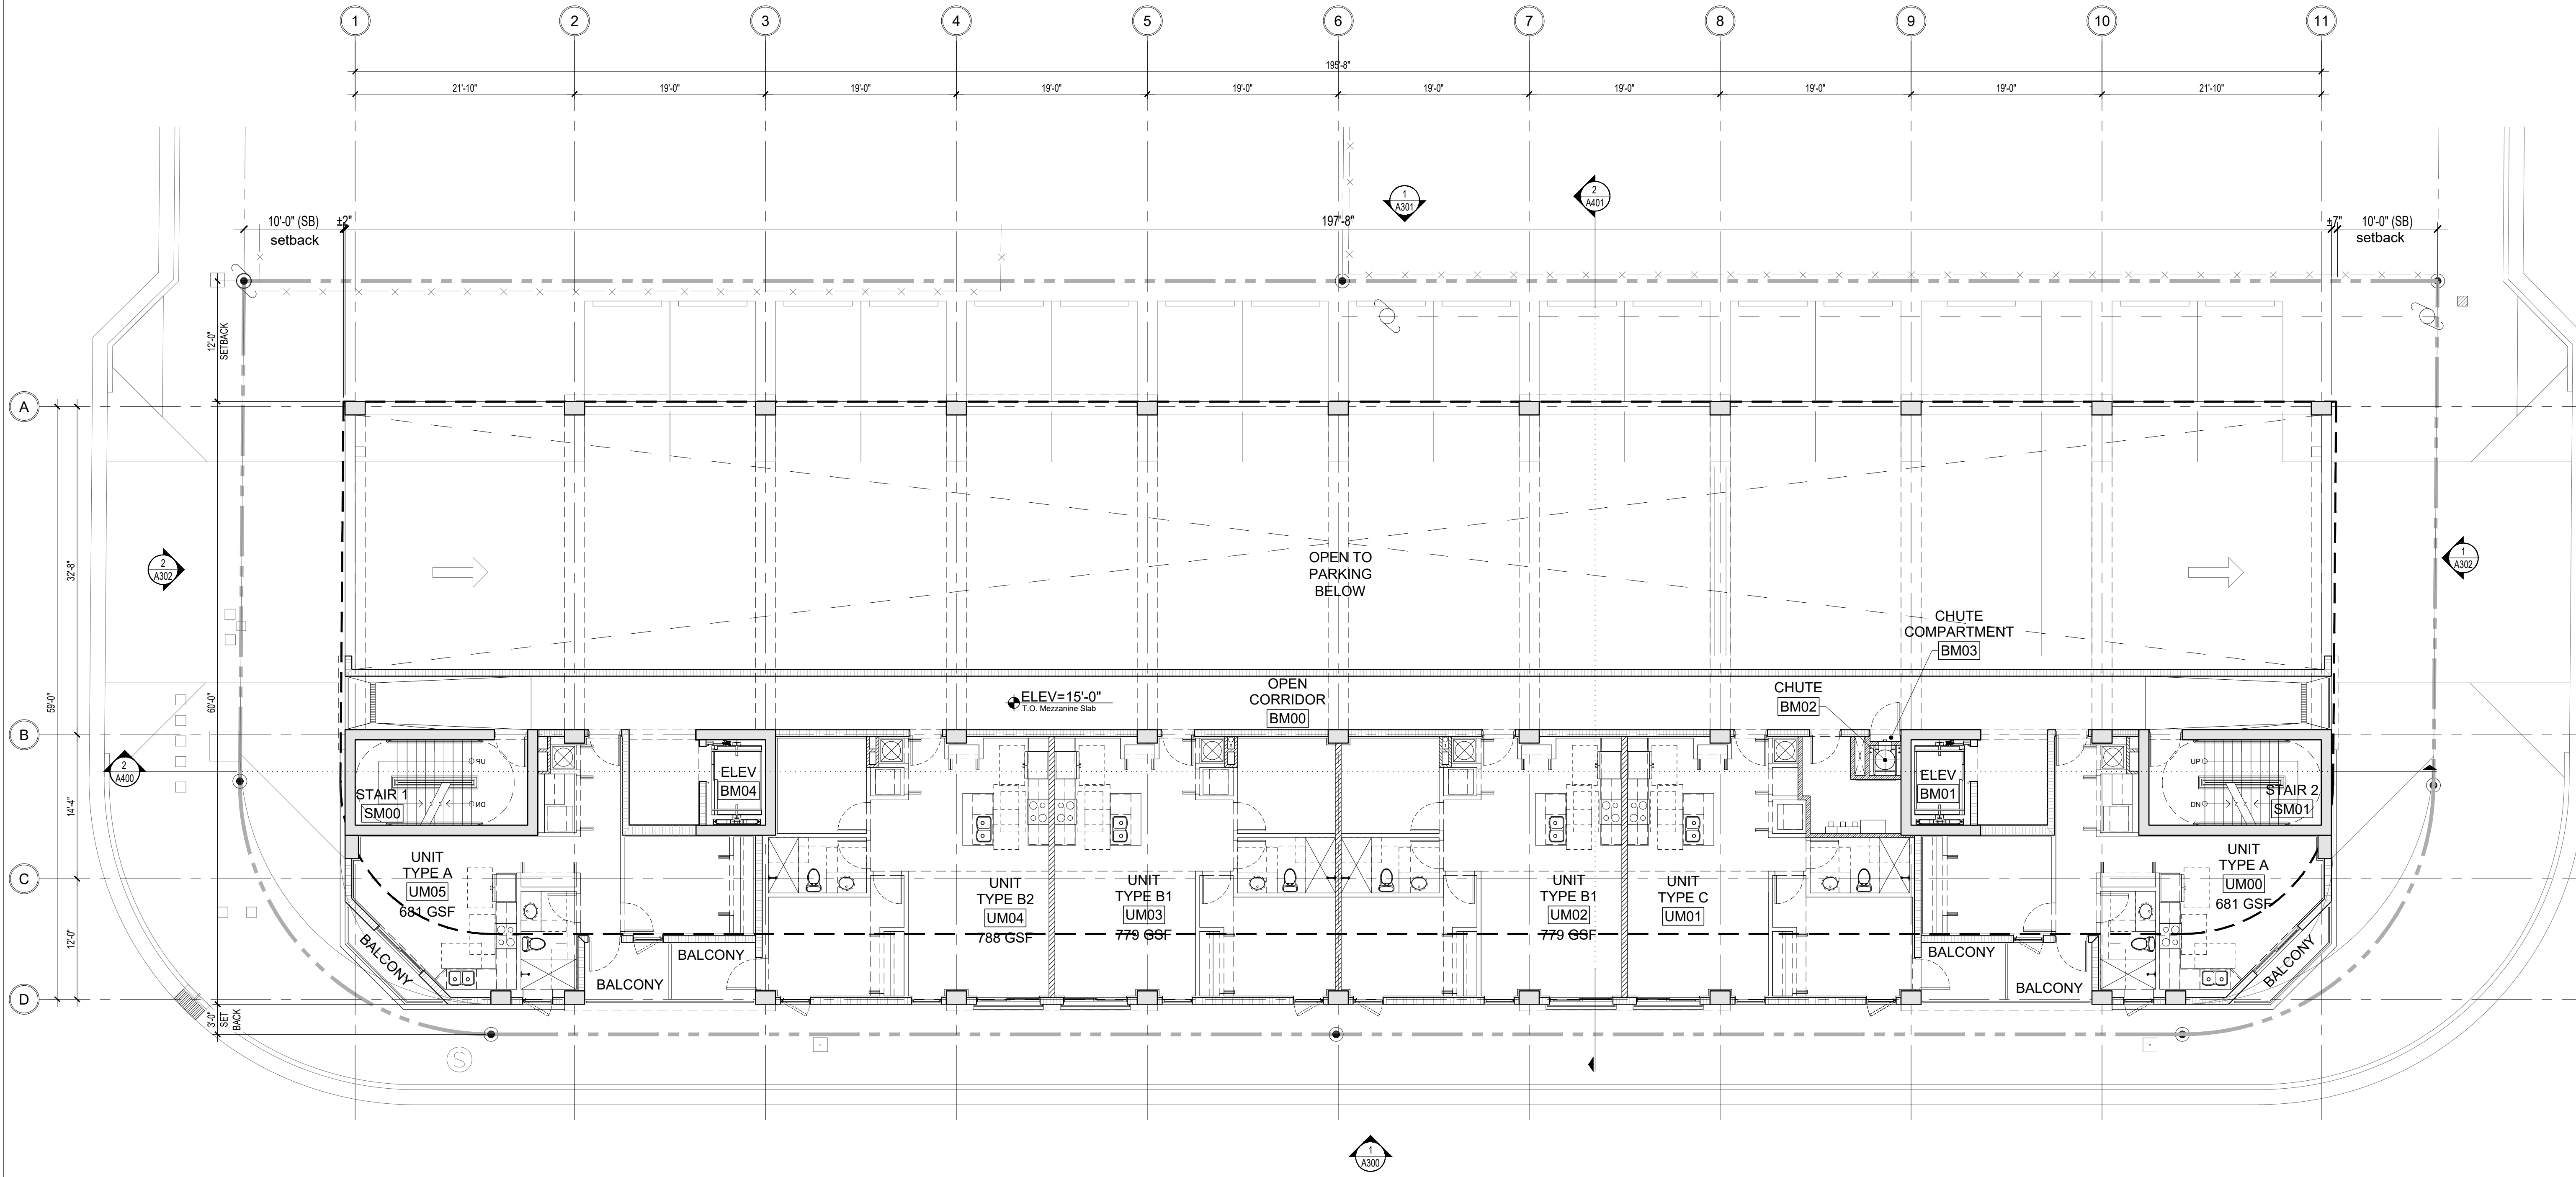 1 2 3 4 5 6 7 8 9 10 11
195'-8"
21'-10" 19'-0" 19'-0" 19'-0" 19'-0" 19'-0" 19'-0" 19'-0" 19'-0" 21'-10"
1
A301
2
A401
10'-0" (SB)
setback
±2"
197'-8"
±7"
10'-0" (SB)
setback
12'-0"
SETBACK
A
32'-8"
2
A302
OPEN TO
PARKING
BELOW
1
A302
CHUTE
COMPARTMENT
BM03
59'-0"
60'-0"
ELEV=15'-0"
T.O. Mezzanine Slab
OPEN
CORRIDOR
BM00
CHUTE
BM02
B
2
A400
14'-4"
UP
DN
STAIR 1
SM00
ELEV
BM04
ELEV
BM01
UP
DN
STAIR 2
SM01
C
UNIT
TYPE A
UM05
681 GSF
UNIT
TYPE B2
UM04
788 GSF
UNIT
TYPE B1
UM03
779 GSF
UNIT
TYPE B1
UM02
779 GSF
UNIT
TYPE C
UM01
UNIT
TYPE A
UM00
681 GSF
12'-0"
BALCONY
BALCONY
BALCONY
BALCONY
BALCONY
BALCONY
D
3'-0"
SET
BACK
S
1
A300